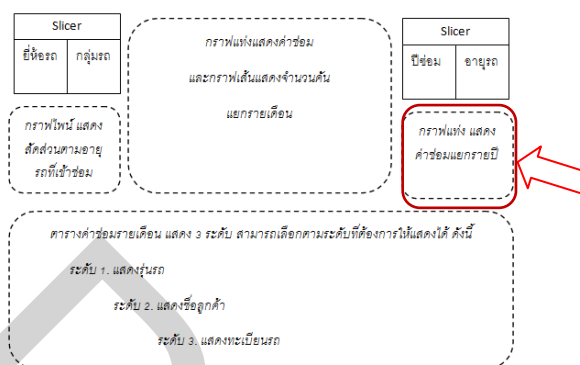 Slicer
ยี่ห้อรถ กลุ่มรถ
กราฟแท่งแสดงค่าซ่อม
และกราฟเส้นแสดงจำนวนคัน
แยกรายเดือน
Slicer
ปีซ่อม อายุรถ
กราฟไพน์ แสดง
สัดส่วนตามอายุ
รถที่เข้าซ่อม
กราฟแท่ง แสดง
ค่าซ่อมแยกรายปี
ตารางค่าซ่อมรายเดือน แสดง 3 ระดับ สามารถเลือกตามระดับที่ต้องการให้แสดงได้ ดังนี้
ระดับ 1. แสดงรุ่นรถ
ระดับ 2. แสดงชื่อลูกค้า
ระดับ 3. แสดงทะเบียนรถ